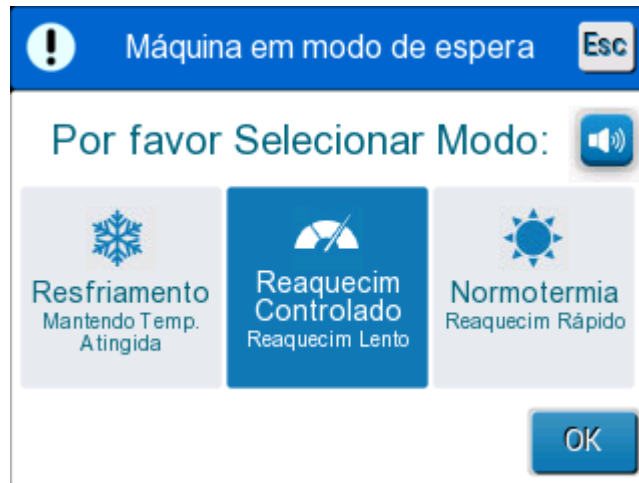 Máquina em modo de espera
Esc
Por favor Selecionar Modo:
Resfriamento
Mantendo Temp.
Atingida
Reaquecim
Controlado
Reaquecim Lento
Normotermia
Reaquecim Rápido
OK